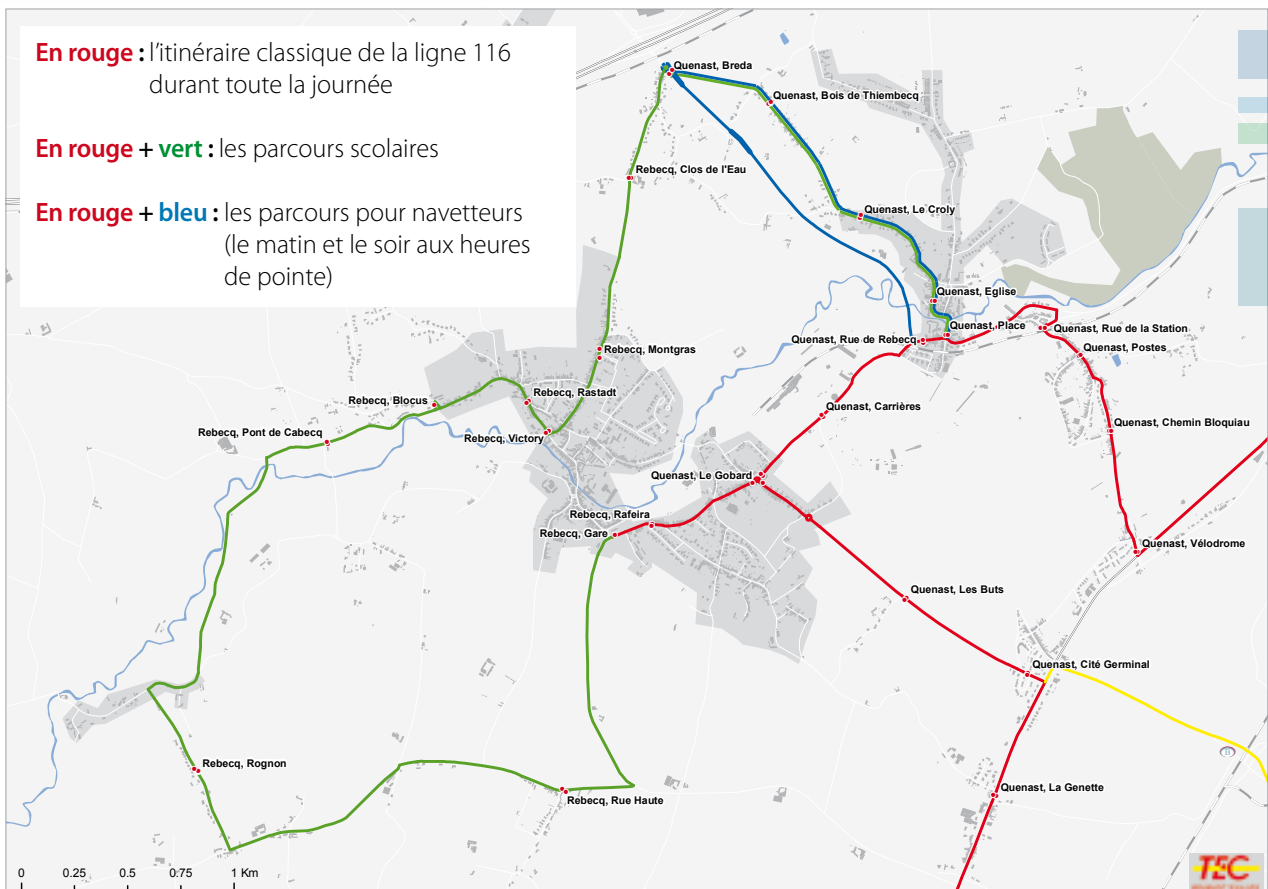 En rouge : l'itinéraire classique de la ligne 116
durant toute la journée
En rouge + vert : les parcours scolaires
En rouge + bleu : les parcours pour navetteurs
(le matin et le soir aux heures
de pointe)
Quenast, Breda
Quenast, Bois de Thiembecq
Rebecq, Clos de l'Eau
Quenast, Le Croly
Quenast, Eglise
Quenast, Place
Quenast, Rue de la Station
Quenast, Rue de Rebecq
Rebecq, Montgras
Quenast, Postes
Rebecq, Rastadt
Rebecq, Blocus
Quenast, Carrières
Quenast, Chemin Bloquiau
Rebecq, Pont de Cabecq
Rebecq, Victory
Quenast, Le Gobard
Rebecq, Rafeira
Rebecq, Gare
Quenast, Vélodrome
Quenast, Les Buts
Quenast, Cité Germinal
Rebecq, Rognon
Quenast, La Genette
Rebecq, Rue Haute
0 0.25 0.5 0.75 1 Km
TEC